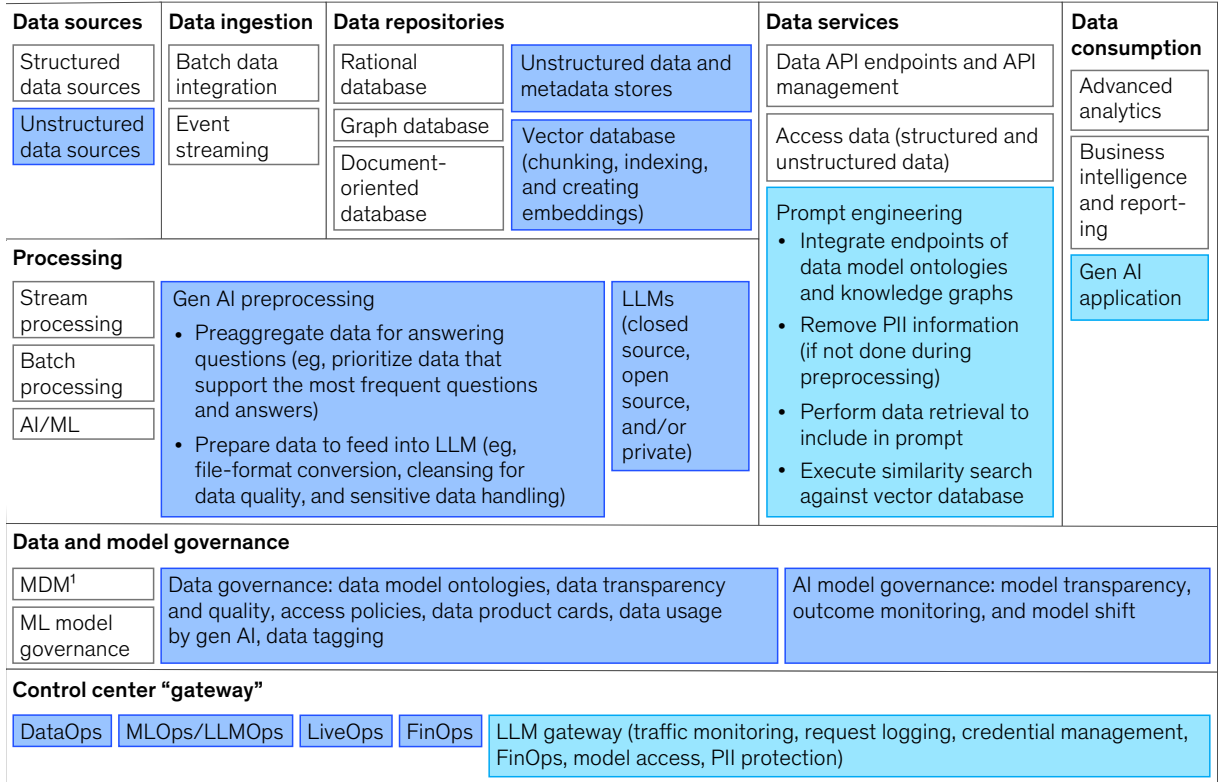 Data sources
Structured
data sources
Unstructured
data sources
Data ingestion
Batch data
integration
Event
streaming
Data repositories
Rational
database
Graph database
Document-
oriented
database
Unstructured data and
metadata stores
Vector database
(chunking, indexing,
and creating
embeddings)
Data services
Data API endpoints and API
management
Access data (structured and
unstructured data)
Prompt engineering
• Integrate endpoints of
data model ontologies
and knowledge graphs
• Remove PII information
(if not done during
preprocessing)
• Perform data retrieval to
include in prompt
• Execute similarity search
against vector database
Data
consumption
Advanced
analytics
Business
intelligence
and report-
ing
Gen AI
application
Processing
Stream
processing
Batch
processing
AI/ML
Gen AI preprocessing
• Preaggregate data for answering
questions (eg, prioritize data that
support the most frequent questions
and answers)
• Prepare data to feed into LLM (eg,
file-format conversion, cleansing for
data quality, and sensitive data handling)
LLMs
(closed
source,
open
source,
and/or
private)
Data and model governance
MDM¹
ML model
governance
Data governance: data model ontologies, data transparency
and quality, access policies, data product cards, data usage
by gen AI, data tagging
AI model governance: model transparency,
outcome monitoring, and model shift
Control center “gateway”
DataOps
MLOps/LLMOps
LiveOps
FinOps
LLM gateway (traffic monitoring, request logging, credential management,
FinOps, model access, PII protection)